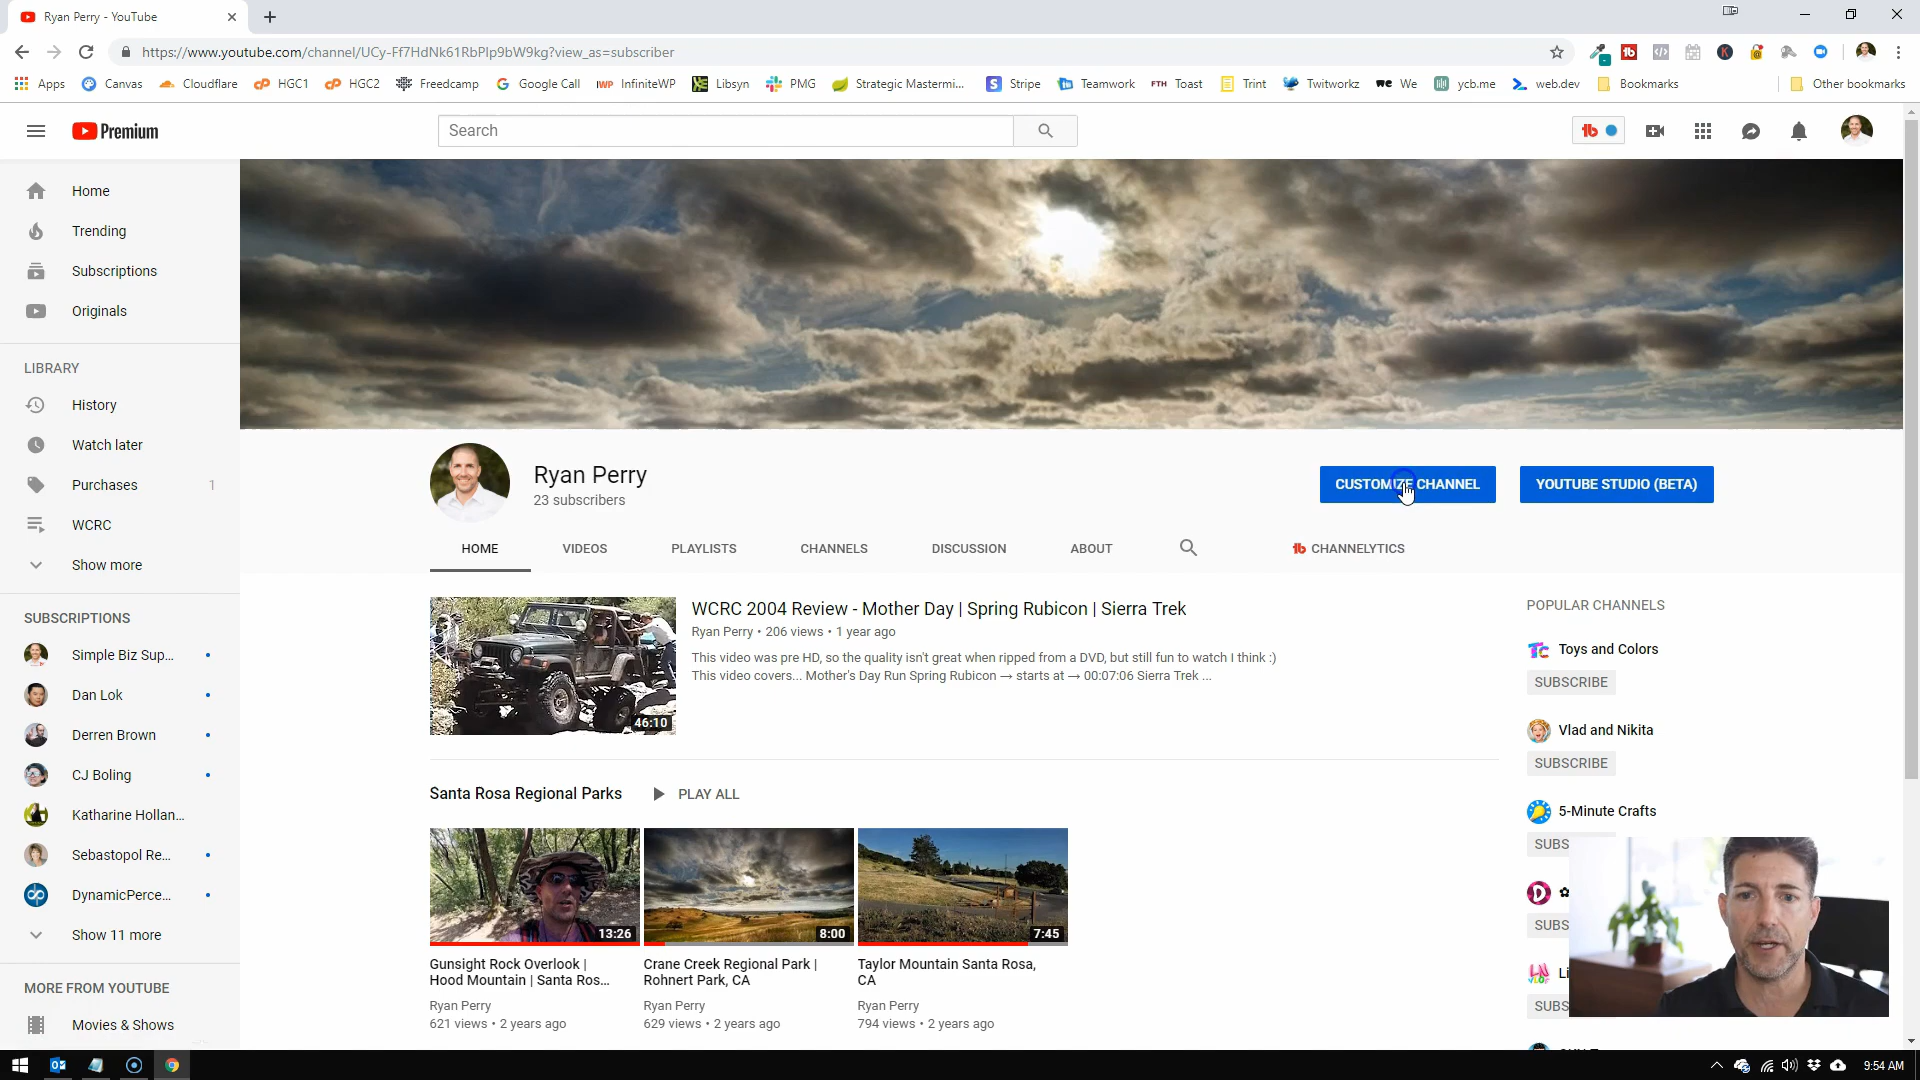 Ryan Perry - YouTube
https://www.youtube.com/channel/UCy-Ff7HdNk61RbPIp9bW9kg?view_as=subscriber
Apps
Canvas
Cloudflare
HGC1
HGC2
Freedcamp
Google Call
InfiniteWP
Libsyn
PMG
Strategic Mastermi...
Stripe
Teamwork
FTH Toast
Trint
Twitworkz
we We
ycb.me
web.dev
Bookmarks
Other bookmarks
Premium
Search
Home
Trending
Subscriptions
Originals
LIBRARY
History
Watch later
Purchases 1
WCRC
Show more
SUBSCRIPTIONS
Simple Biz Sup...
Dan Lok
Derren Brown
CJ Boling
Katharine Hollan...
Sebastopol Re...
DynamicPerce...
Show 11 more
MORE FROM YOUTUBE
Movies & Shows
Ryan Perry
23 subscribers
CUSTOMIZE CHANNEL
YOUTUBE STUDIO (BETA)
HOME
VIDEOS
PLAYLISTS
CHANNELS
DISCUSSION
ABOUT
CHANNELYTICS
46:10
WCRC 2004 Review - Mother Day | Spring Rubicon | Sierra Trek
Ryan Perry • 206 views • 1 year ago
This video was pre HD, so the quality isn't great when ripped from a DVD, but still fun to watch I think :)
This video covers... Mother's Day Run Spring Rubicon → starts at → 00:07:06 Sierra Trek ...
Santa Rosa Regional Parks
PLAY ALL
13:26
Gunsight Rock Overlook |
Hood Mountain | Santa Ros...
Ryan Perry
621 views • 2 years ago
8:00
Crane Creek Regional Park |
Rohnert Park, CA
Ryan Perry
629 views • 2 years ago
7:45
Taylor Mountain Santa Rosa,
CA
Ryan Perry
794 views • 2 years ago
POPULAR CHANNELS
Toys and Colors
SUBSCRIBE
Vlad and Nikita
SUBSCRIBE
5-Minute Crafts
SUBS
SUBS
Li
SUBS
9:54 AM